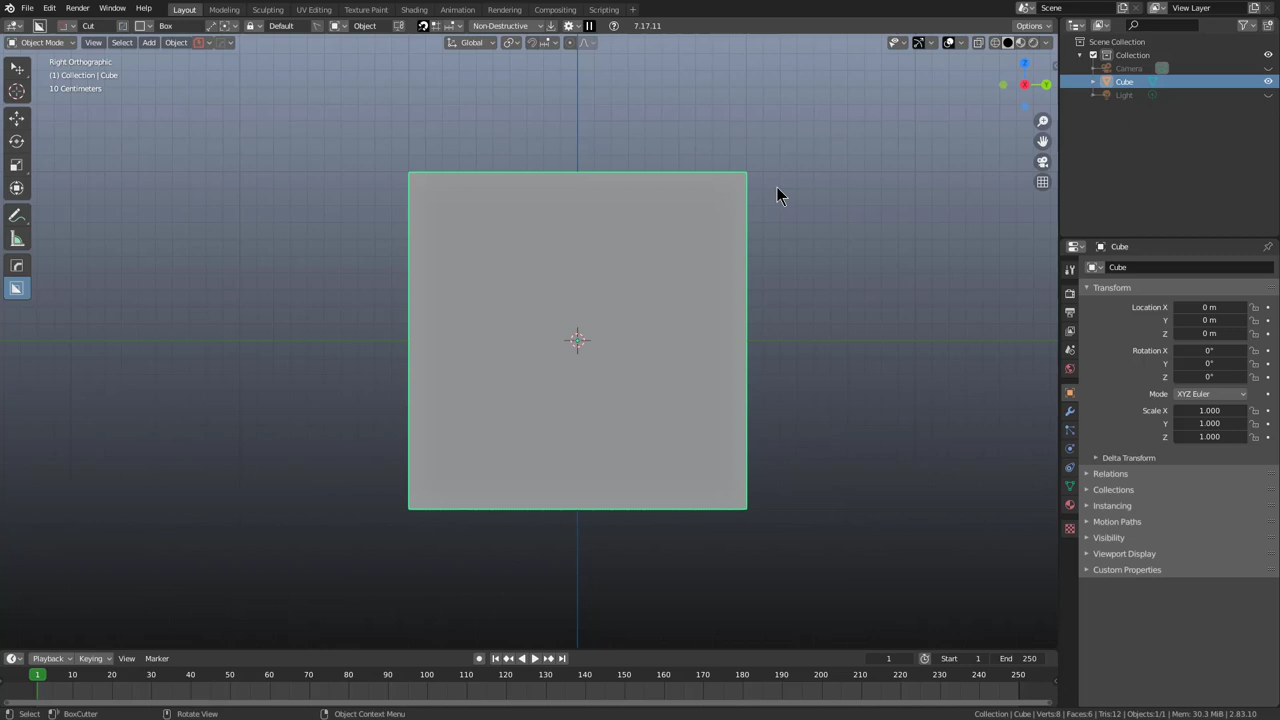 File Edit Render Window Help Layout Modeling Sculpting UV Editing Texture Paint Shading Animation Rendering Compositing Scripting Scene View Layer
Cut Box Default Object Non-Destructive 7.17.11 Options
Object Mode View Select Add Object Global
Right Orthographic
(1) Collection | Cube
10 Centimeters
Z
X
Y
Scene Collection
Collection
Camera
Cube
Light
Cube
Cube
Transform
Location X 0 m
Y 0 m
Z 0 m
Rotation X 0°
Y 0°
Z 0°
Mode XYZ Euler
Scale X 1.000
Y 1.000
Z 1.000
Delta Transform
Relations
Collections
Instancing
Motion Paths
Visibility
Viewport Display
Custom Properties
Playback Keying View Marker 1 Start 1 End 250
1 10 20 30 40 50 60 70 80 90 100 110 120 130 140 150 160 170 180 190 200 210 220 230 240 250
Select BoxCutter Rotate View Object Context Menu Collection | Cube | Verts:8 | Faces:6 | Tris:12 | Objects:1/1 | Mem: 30.3 MiB | 2.83.10